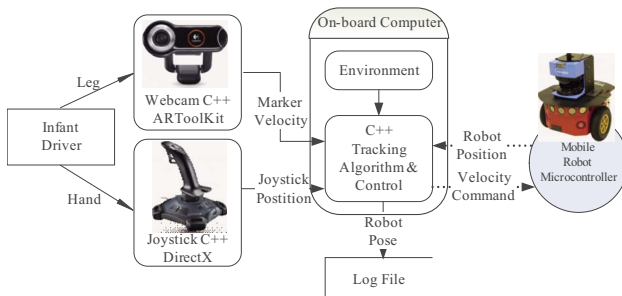 On-board Computer
Environment
Leg
Webcam C++
ARToolKit
Marker
Velocity
Infant
Driver
C++
Tracking
Algorithm &
Control
Robot
Position
Mobile
Robot
Microcontroller
Hand
Joystick
Postition
Velocity
Command
Joystick C++
DirectX
Robot
Pose
Log File